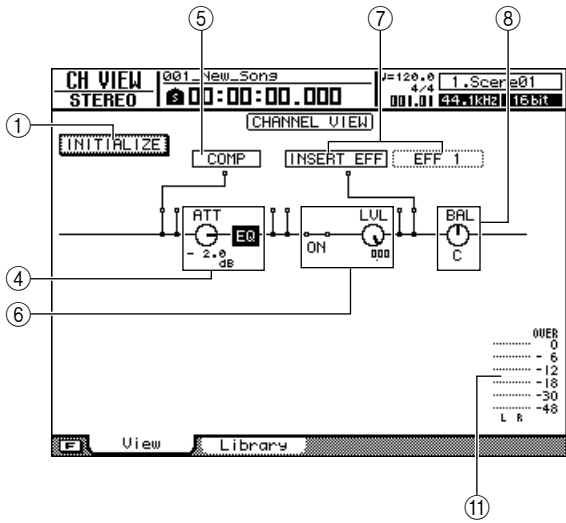 ⑤ ⑦ ⑧
CH VIEW 001_New_Song ♩=120.0 1.Scene01
4/4
STEREO S 00:00:00.000 001.01 44.1kHz 16bit
① CHANNEL VIEW
INITIALIZE
COMP INSERT EFF EFF 1
ATT LVL BAL
EQ
ON
- 2.0 000 C
dB
④
⑥
OVER
0
- 6
-12
-18
-30
-48
L R
F View Library
⑪